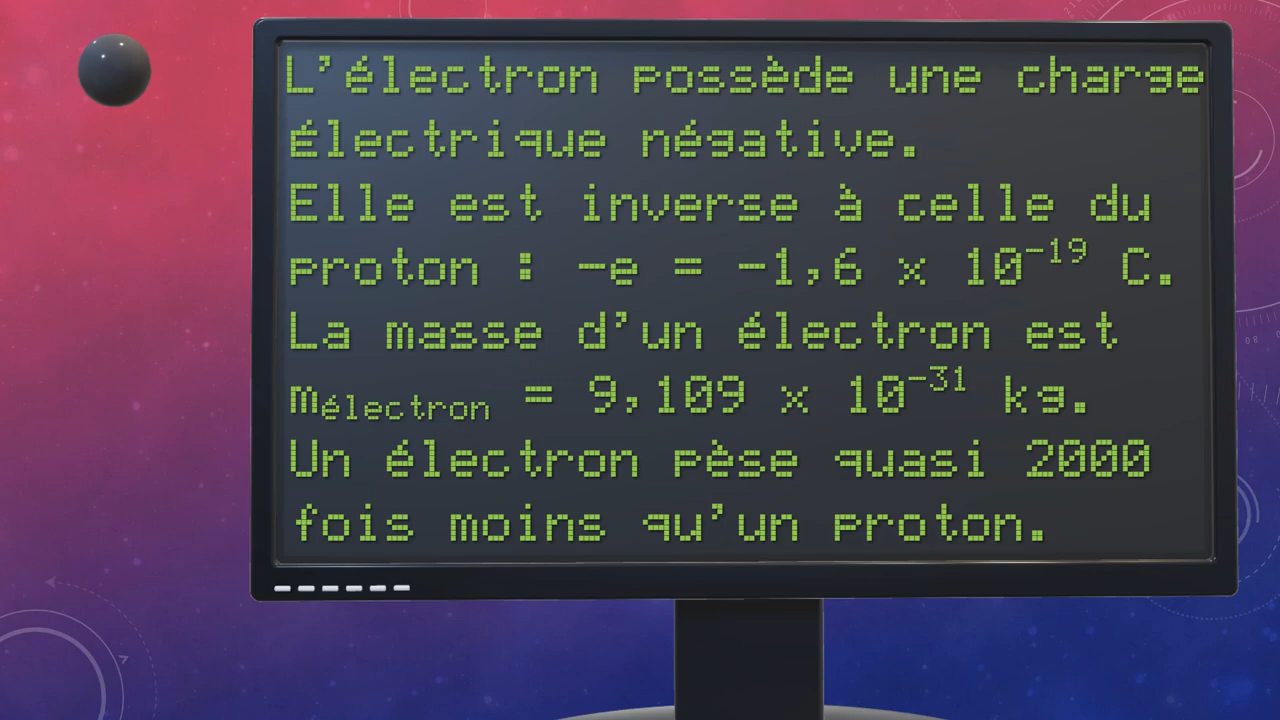 L'électron possède une charge
électrique négative.
Elle est inverse à celle du
proton : -e = -1,6 x 10⁻¹⁹ C.
La masse d'un électron est
mélectron = 9,109 x 10⁻³¹ kg.
Un électron pèse quasi 2000
fois moins qu'un proton.